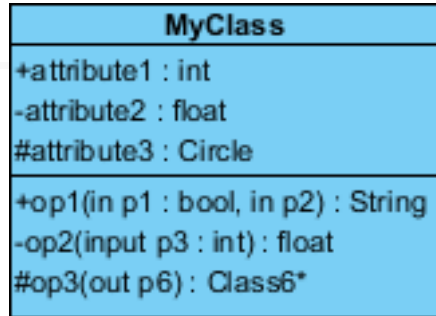 MyClass
+attribute1 : int
-attribute2 : float
#attribute3 : Circle
+op1(in p1 : bool, in p2) : String
-op2(input p3 : int) : float
#op3(out p6) : Class6*